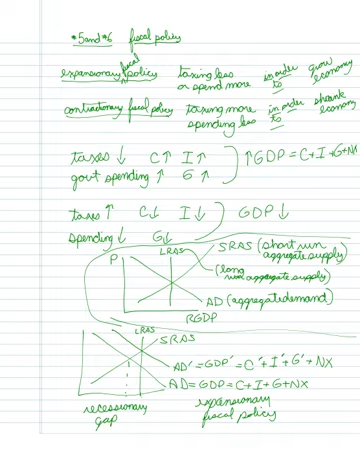 *5 and *6 fiscal policy
expansionary fiscal policy taxing less or spend more in order to grow economy
contractionary fiscal policy taxing more spending less in order to shrink economy
taxes ↓ C↑ I↑ ↑GDP = C+I+G+NX
govt spending ↑ G ↑
taxes ↑ C↓ I↓ GDP ↓
spending ↓ G↓
P LRAS SRAS (short run aggregate supply)
(long run aggregate supply)
AD (aggregate demand)
RGDP
LRAS SRAS
AD' = GDP' = C' + I' + G' + NX
AD = GDP = C + I + G + NX
recessionary gap expansionary fiscal policy